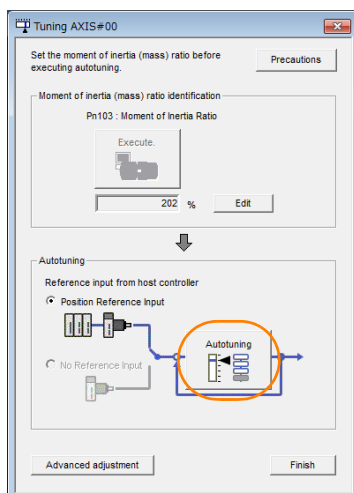 Tuning AXIS#00
Set the moment of inertia (mass) ratio before
executing autotuning.
Precautions
Moment of inertia (mass) ratio identification
Pn103 : Moment of Inertia Ratio
Execute.
202 % Edit
Autotuning
Reference input from host controller
Position Reference Input
Autotuning
No Reference Input
Advanced adjustment
Finish